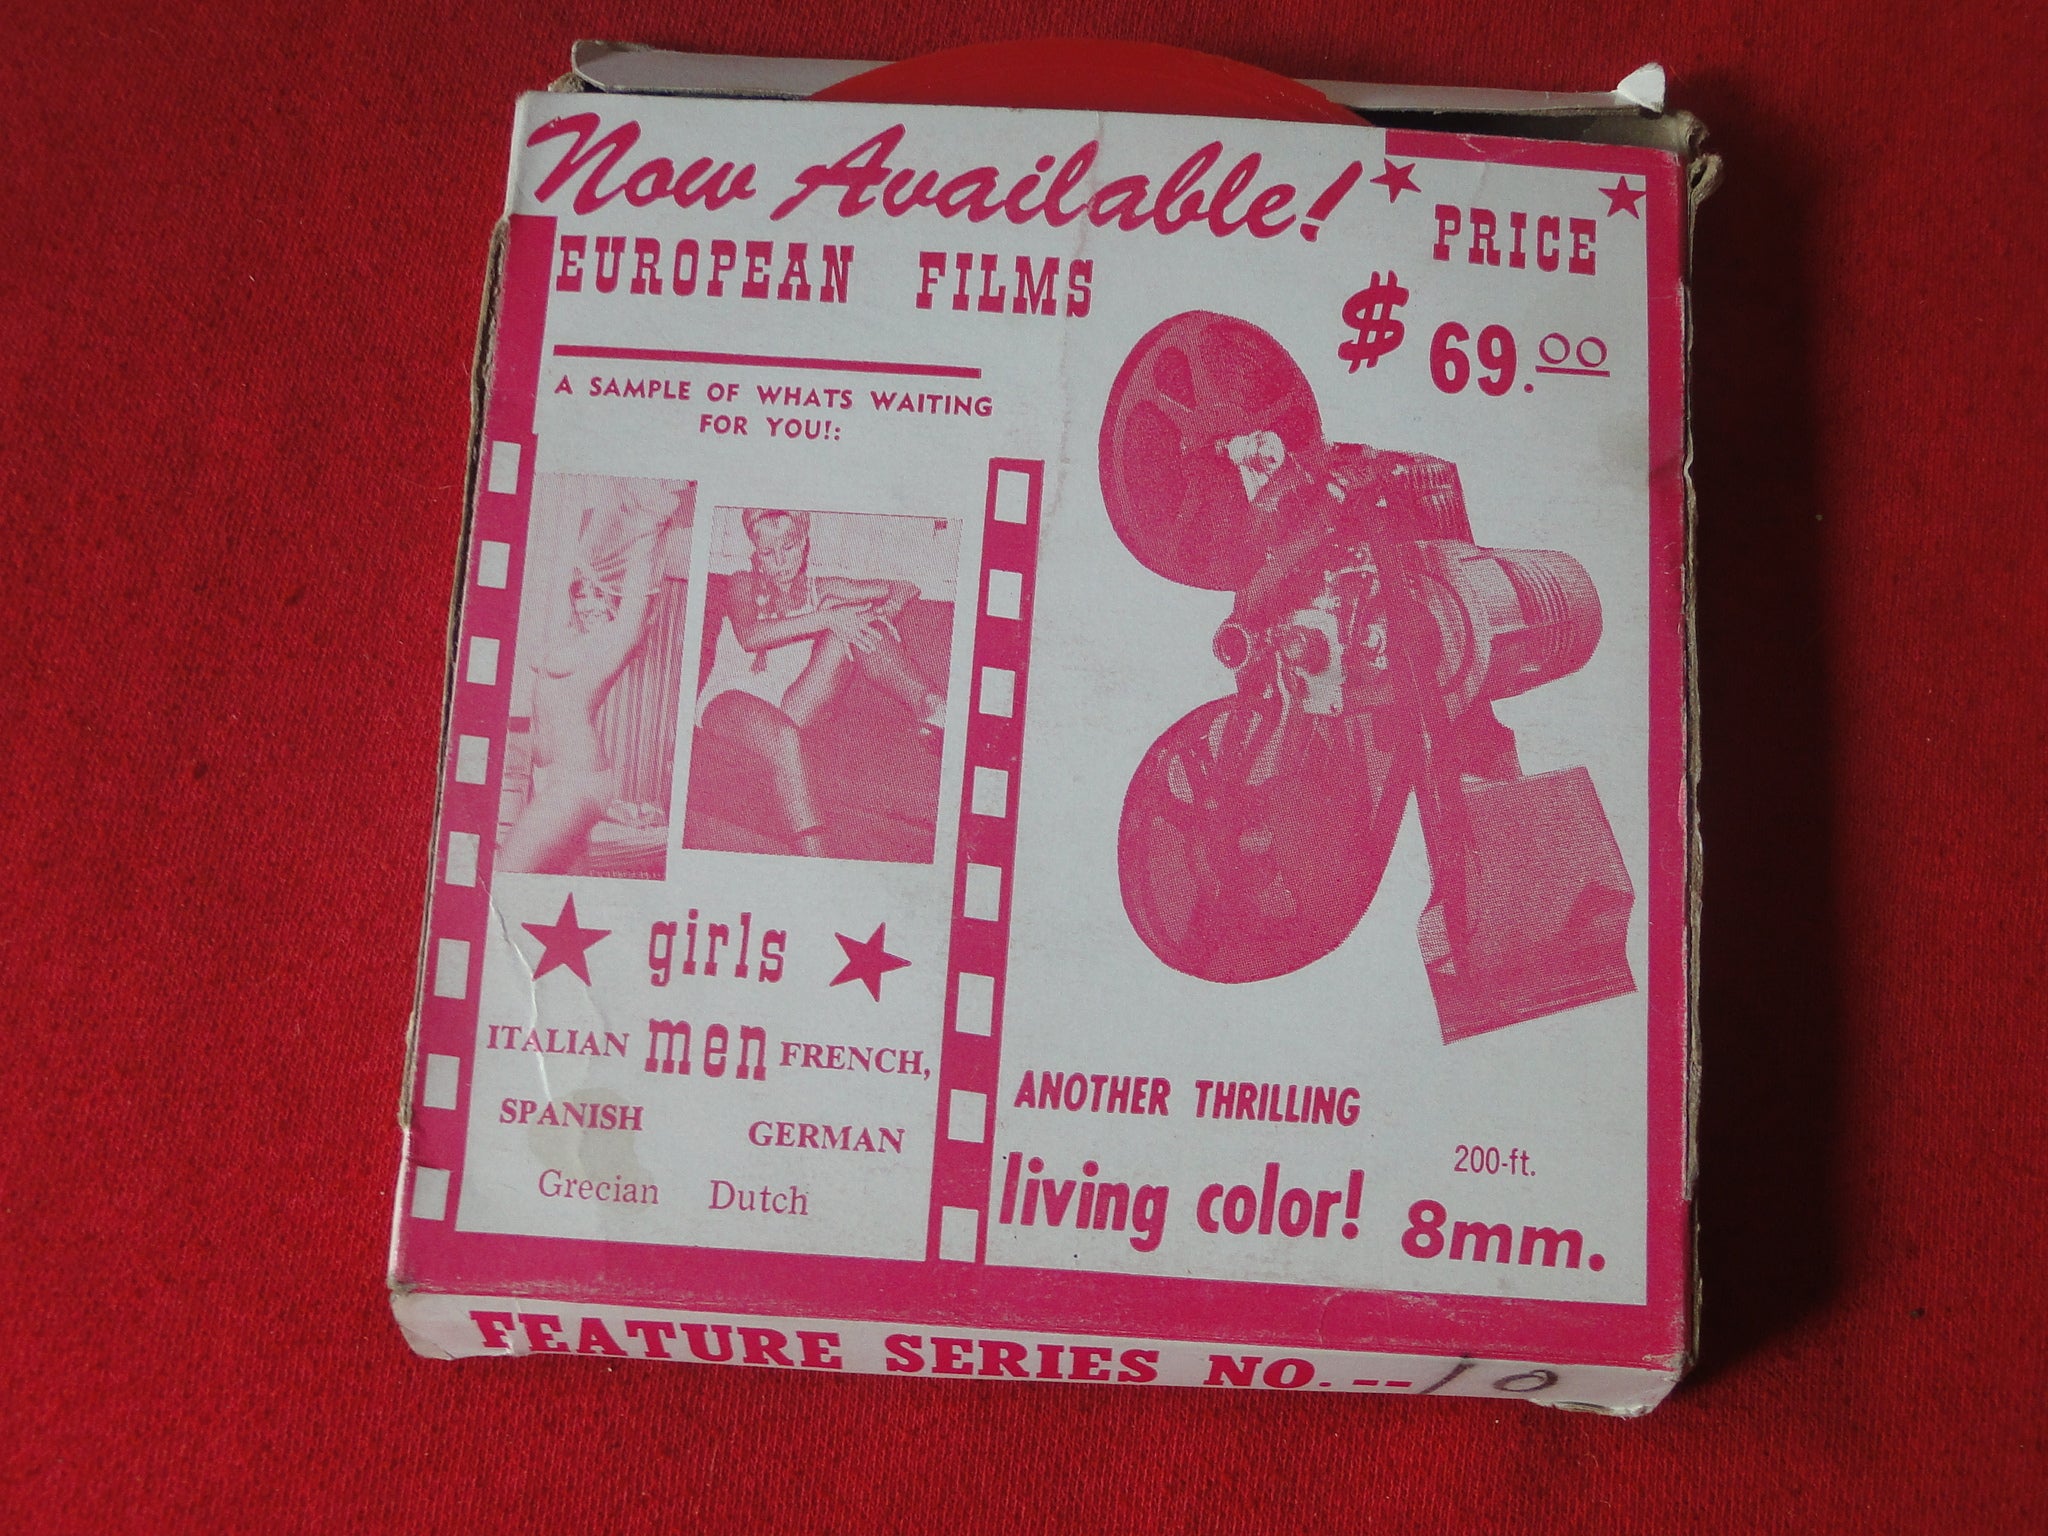 Now Available!
EUROPEAN FILMS
PRICE
$ 69.00
A SAMPLE OF WHATS WAITING
FOR YOU!:
girls
ITALIAN men FRENCH,
SPANISH GERMAN
Grecian Dutch
ANOTHER THRILLING
living color!
200-ft.
8mm.
FEATURE SERIES NO. -- 10